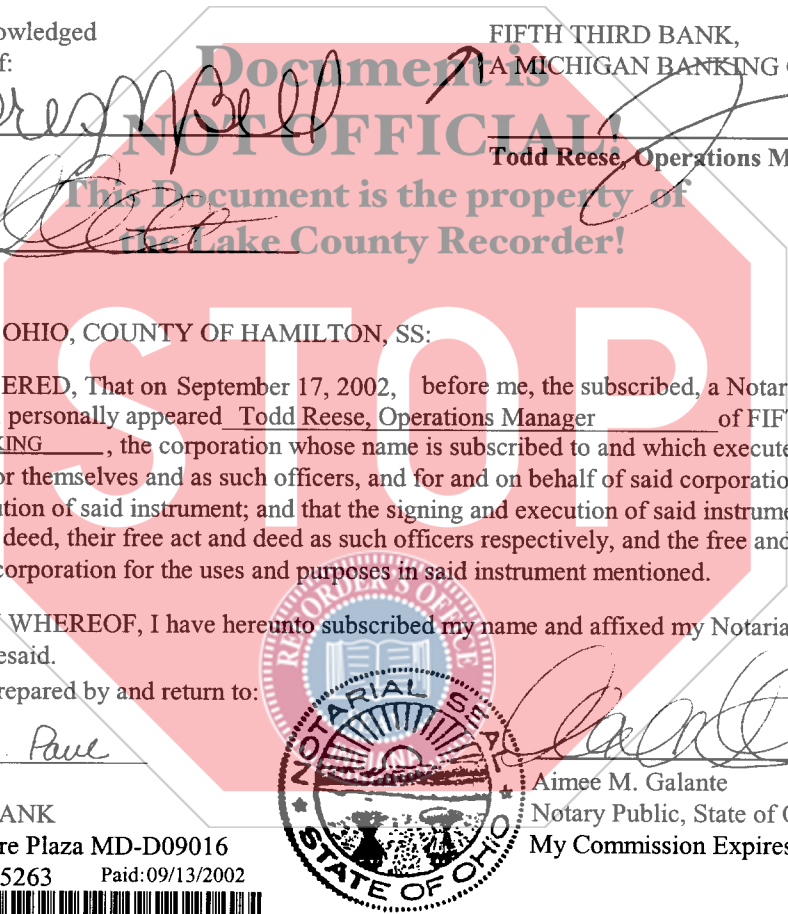 owledged
f:
FIFTH THIRD BANK,
A MICHIGAN BANKING
Document is
NOT OFFICIAL!
This Document is the property of
the Lake County Recorder!
M Bell
Todd Reese, Operations M
STOP
OHIO, COUNTY OF HAMILTON, SS:
ERED, That on September 17, 2002, before me, the subscribed, a Notar
personally appeared Todd Reese, Operations Manager of FIF
KING, the corporation whose name is subscribed to and which execute
or themselves and as such officers, and for and on behalf of said corporatio
ution of said instrument; and that the signing and execution of said instrume
deed, their free act and deed as such officers respectively, and the free and
corporation for the uses and purposes in said instrument mentioned.
WHEREOF, I have hereunto subscribed my name and affixed my Notaria
esaid.
repared by and return to:
RECORDER'S OFFICE
NOTARIAL SEAL
STATE OF OHIO
Paul
Aimee M. Galante
ANK
Notary Public, State of O
re Plaza MD-D09016
My Commission Expires
5263 Paid:09/13/2002